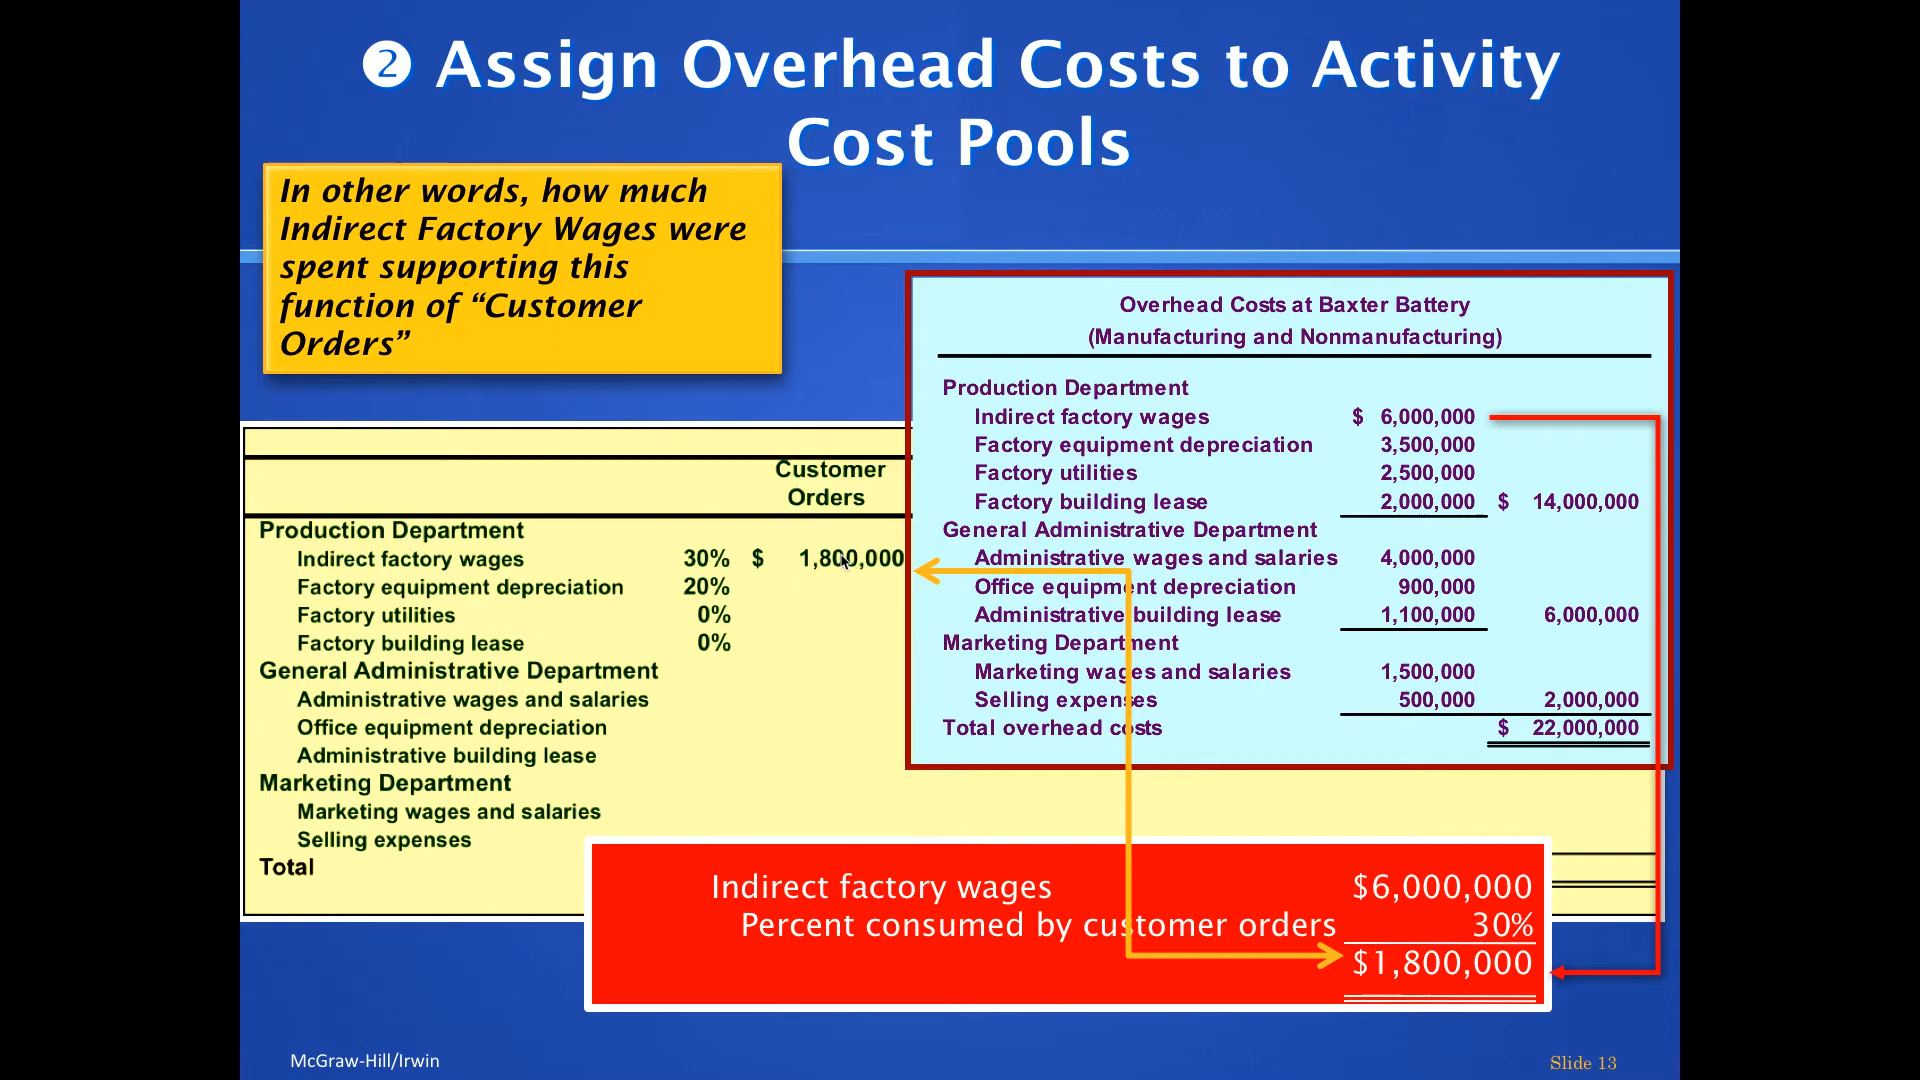 ❷ Assign Overhead Costs to Activity
Cost Pools
In other words, how much
Indirect Factory Wages were
spent supporting this
function of “Customer
Orders”
Customer
Orders
Production Department
Indirect factory wages 30% $ 1,800,000
Factory equipment depreciation 20%
Factory utilities 0%
Factory building lease 0%
General Administrative Department
Administrative wages and salaries
Office equipment depreciation
Administrative building lease
Marketing Department
Marketing wages and salaries
Selling expenses
Total
Overhead Costs at Baxter Battery
(Manufacturing and Nonmanufacturing)
Production Department
Indirect factory wages $ 6,000,000
Factory equipment depreciation 3,500,000
Factory utilities 2,500,000
Factory building lease 2,000,000 $ 14,000,000
General Administrative Department
Administrative wages and salaries 4,000,000
Office equipment depreciation 900,000
Administrative building lease 1,100,000 6,000,000
Marketing Department
Marketing wages and salaries 1,500,000
Selling expenses 500,000 2,000,000
Total overhead costs $ 22,000,000
Indirect factory wages $6,000,000
Percent consumed by customer orders 30%
$1,800,000
McGraw-Hill/Irwin
Slide 13